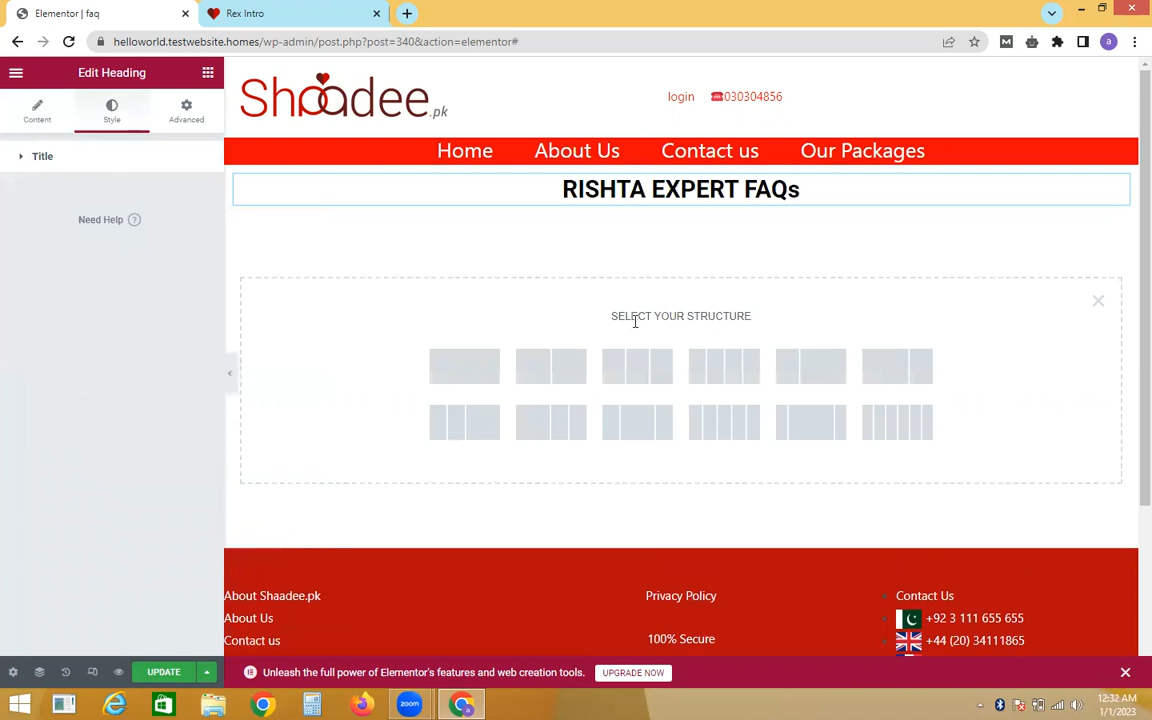 Elementor | faq
Rex Intro
helloworld.testwebsite.homes/wp-admin/post.php?post=340&action=elementor#
M
a
Edit Heading
Content
Style
Advanced
Title
Need Help ?
Shaadee.pk
login
☎030304856
Home
About Us
Contact us
Our Packages
RISHTA EXPERT FAQs
SELECT YOUR STRUCTURE
About Shaadee.pk
About Us
Contact us
Privacy Policy
100% Secure
Contact Us
+92 3 111 655 655
+44 (20) 34111865
UPDATE
Unleash the full power of Elementor's features and web creation tools.
UPGRADE NOW
zoom
12:32 AM
1/1/2023